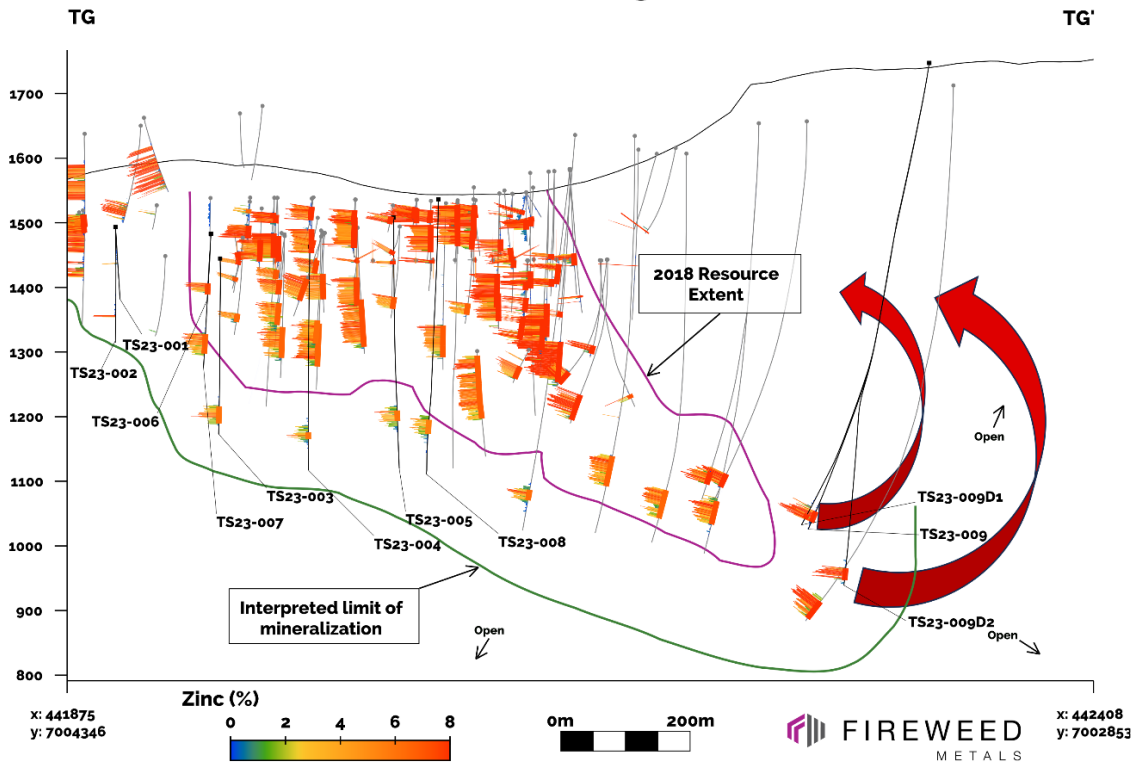 TG
TG'
1700
1600
1500
1400
1300
1200
1100
1000
900
800
2018 Resource
Extent
TS23-001
TS23-002
TS23-006
TS23-003
TS23-007
TS23-005
TS23-004
TS23-008
Open
TS23-009D1
TS23-009
TS23-009D2
Interpreted limit of
mineralization
Open
Open
Zinc (%)
0 2 4 6 8
0m 200m
x: 441875
y: 7004346
FIREWEED
METALS
x: 442408
y: 7002853